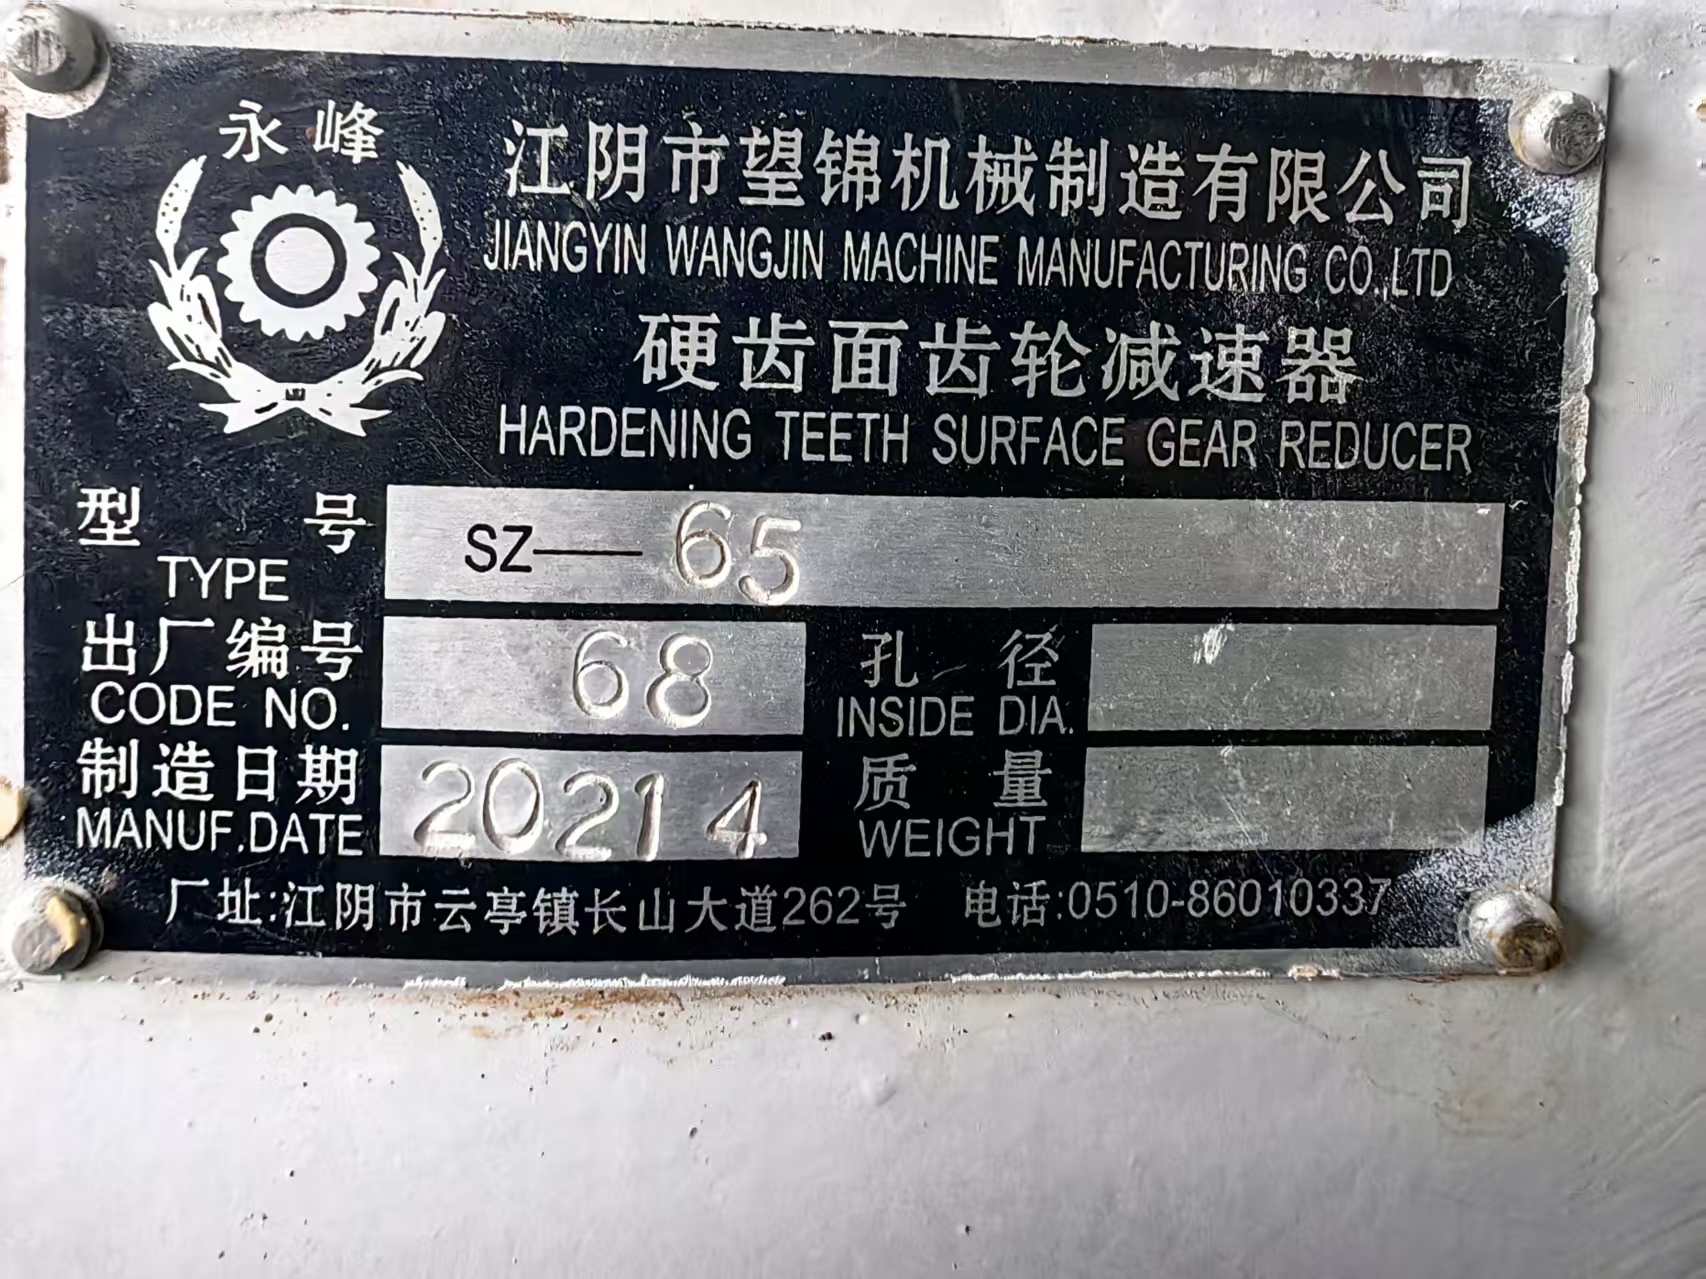 永峰
江阴市望锦机械制造有限公司
JIANGYIN WANGJIN MACHINE MANUFACTURING CO.,LTD
硬齿面齿轮减速器
HARDENING TEETH SURFACE GEAR REDUCER
型号 SZ—65
TYPE
出厂编号 68 孔径
CODE NO. INSIDE DIA.
制造日期 2021 4 质量
MANUF.DATE WEIGHT
厂址:江阴市云亭镇长山大道262号 电话:0510-86010337